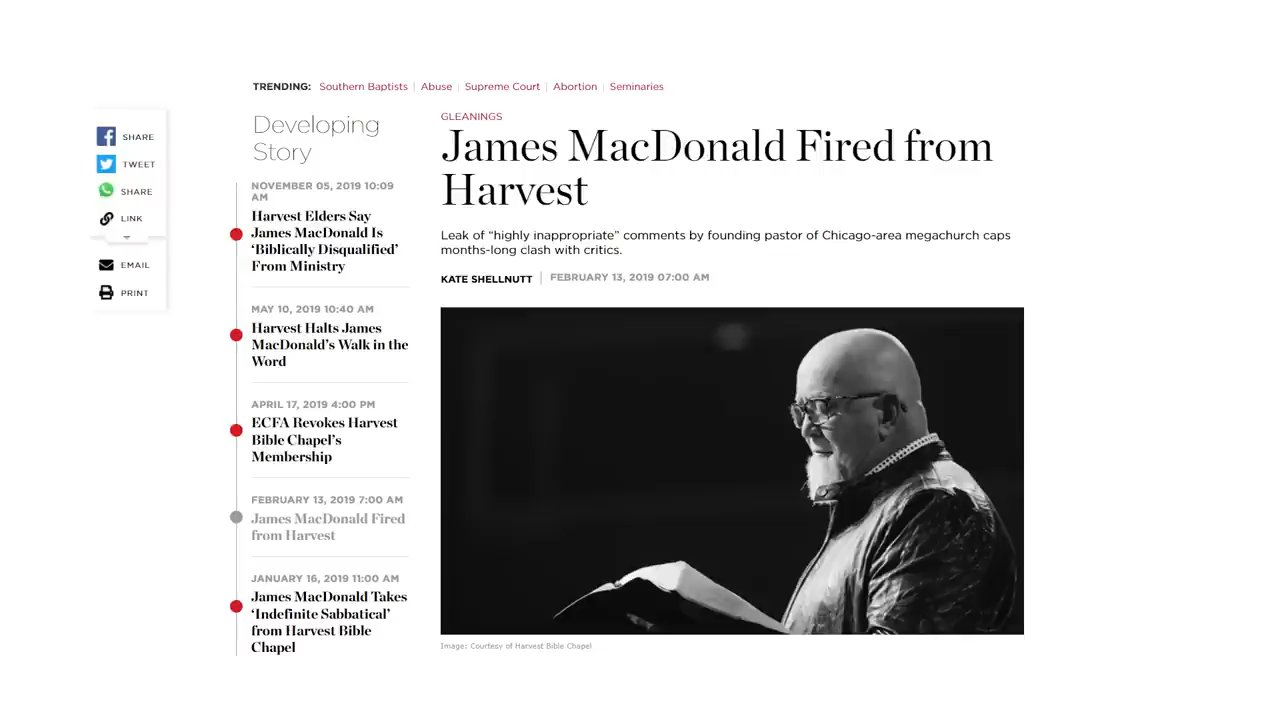 TRENDING: Southern Baptists | Abuse | Supreme Court | Abortion | Seminaries
SHARE
TWEET
SHARE
LINK
EMAIL
PRINT
Developing
Story
NOVEMBER 05, 2019 10:09
AM
Harvest Elders Say
James MacDonald Is
‘Biblically Disqualified’
From Ministry
MAY 10, 2019 10:40 AM
Harvest Halts James
MacDonald’s Walk in the
Word
APRIL 17, 2019 4:00 PM
ECFA Revokes Harvest
Bible Chapel’s
Membership
FEBRUARY 13, 2019 7:00 AM
James MacDonald Fired
from Harvest
JANUARY 16, 2019 11:00 AM
James MacDonald Takes
‘Indefinite Sabbatical’
from Harvest Bible
Chapel
GLEANINGS
James MacDonald Fired from
Harvest
Leak of “highly inappropriate” comments by founding pastor of Chicago-area megachurch caps
months-long clash with critics.
KATE SHELLNUTT | FEBRUARY 13, 2019 07:00 AM
Image: Courtesy of Harvest Bible Chapel